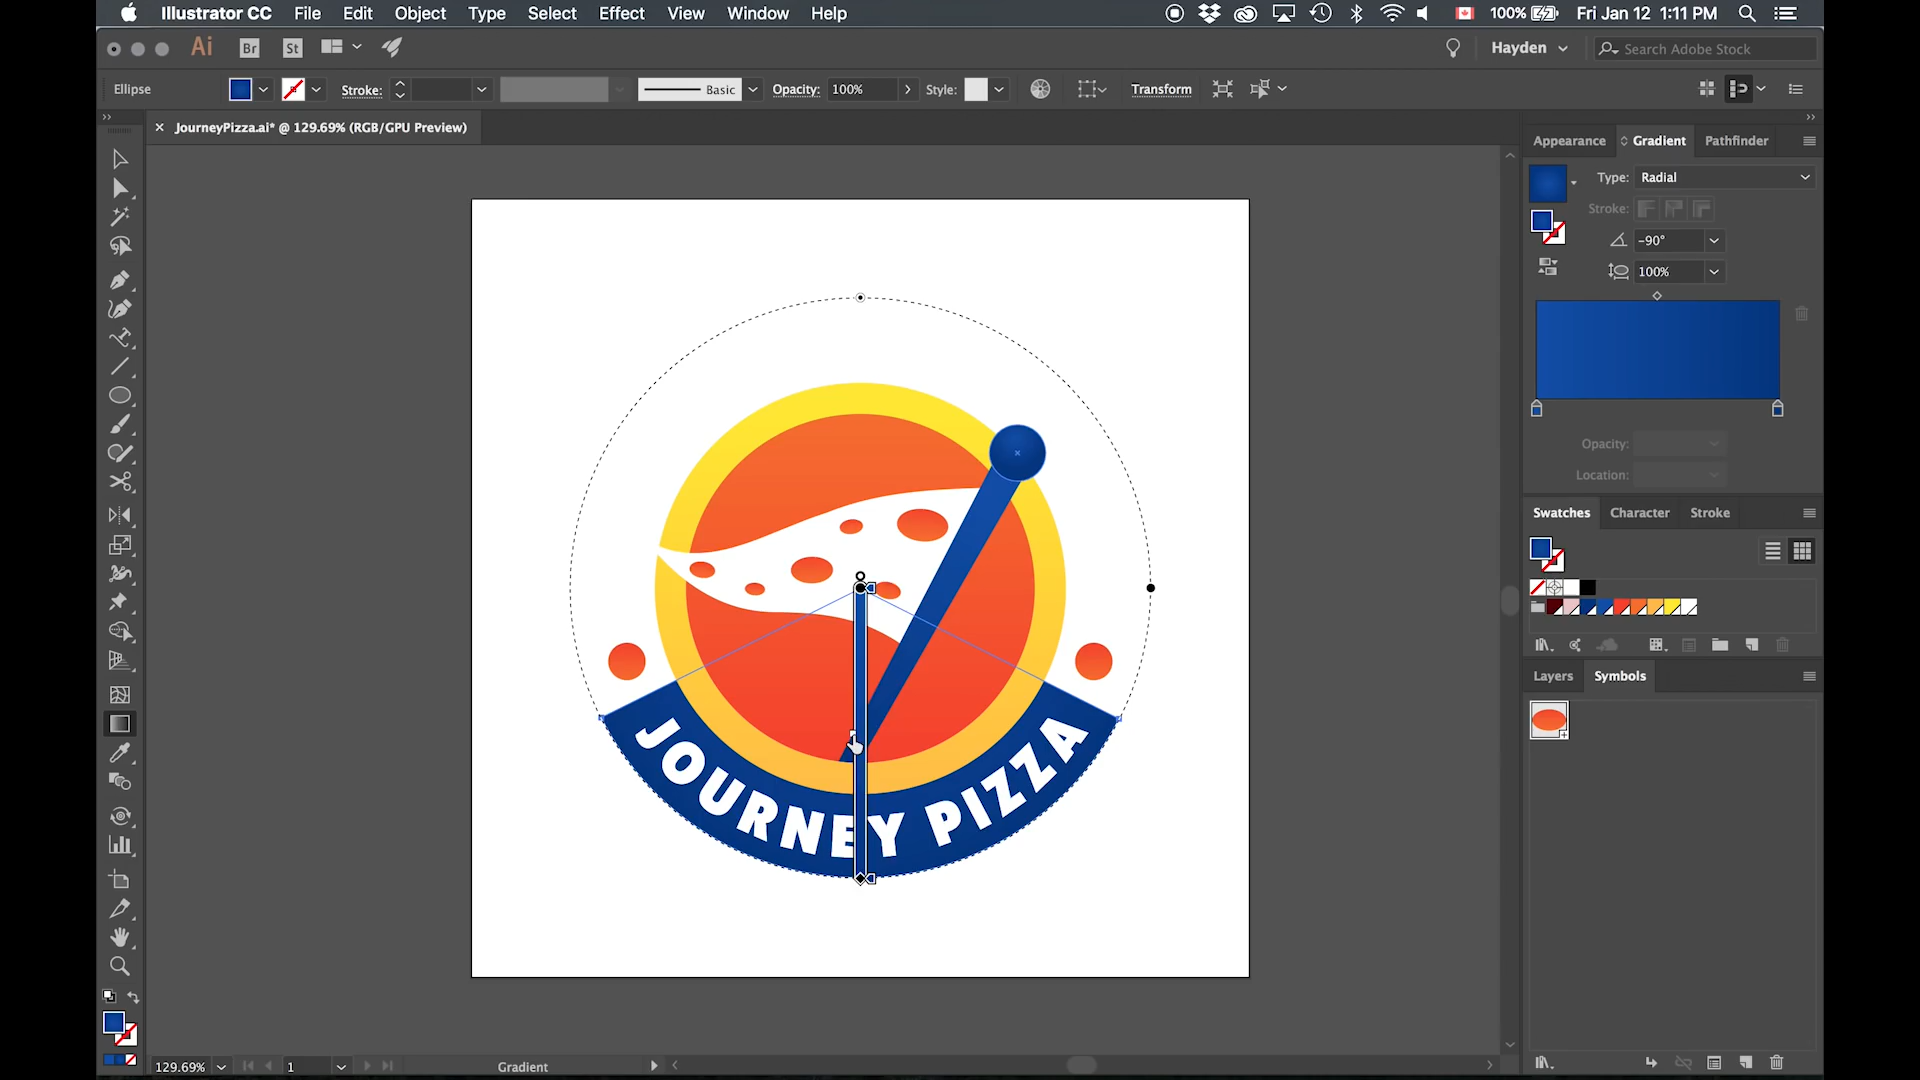 Illustrator CC File Edit Object Type Select Effect View Window Help 100% Fri Jan 12 1:11 PM
Ai Br St Hayden Search Adobe Stock
Ellipse Stroke: Basic Opacity: 100% Style: Transform
× JourneyPizza.ai* @ 129.69% (RGB/GPU Preview)
Appearance Gradient Pathfinder
Type: Radial
Stroke:
-90°
100%
Opacity:
Location:
Swatches Character Stroke
Layers Symbols
JOURNEY PIZZA
129.69% 1 Gradient